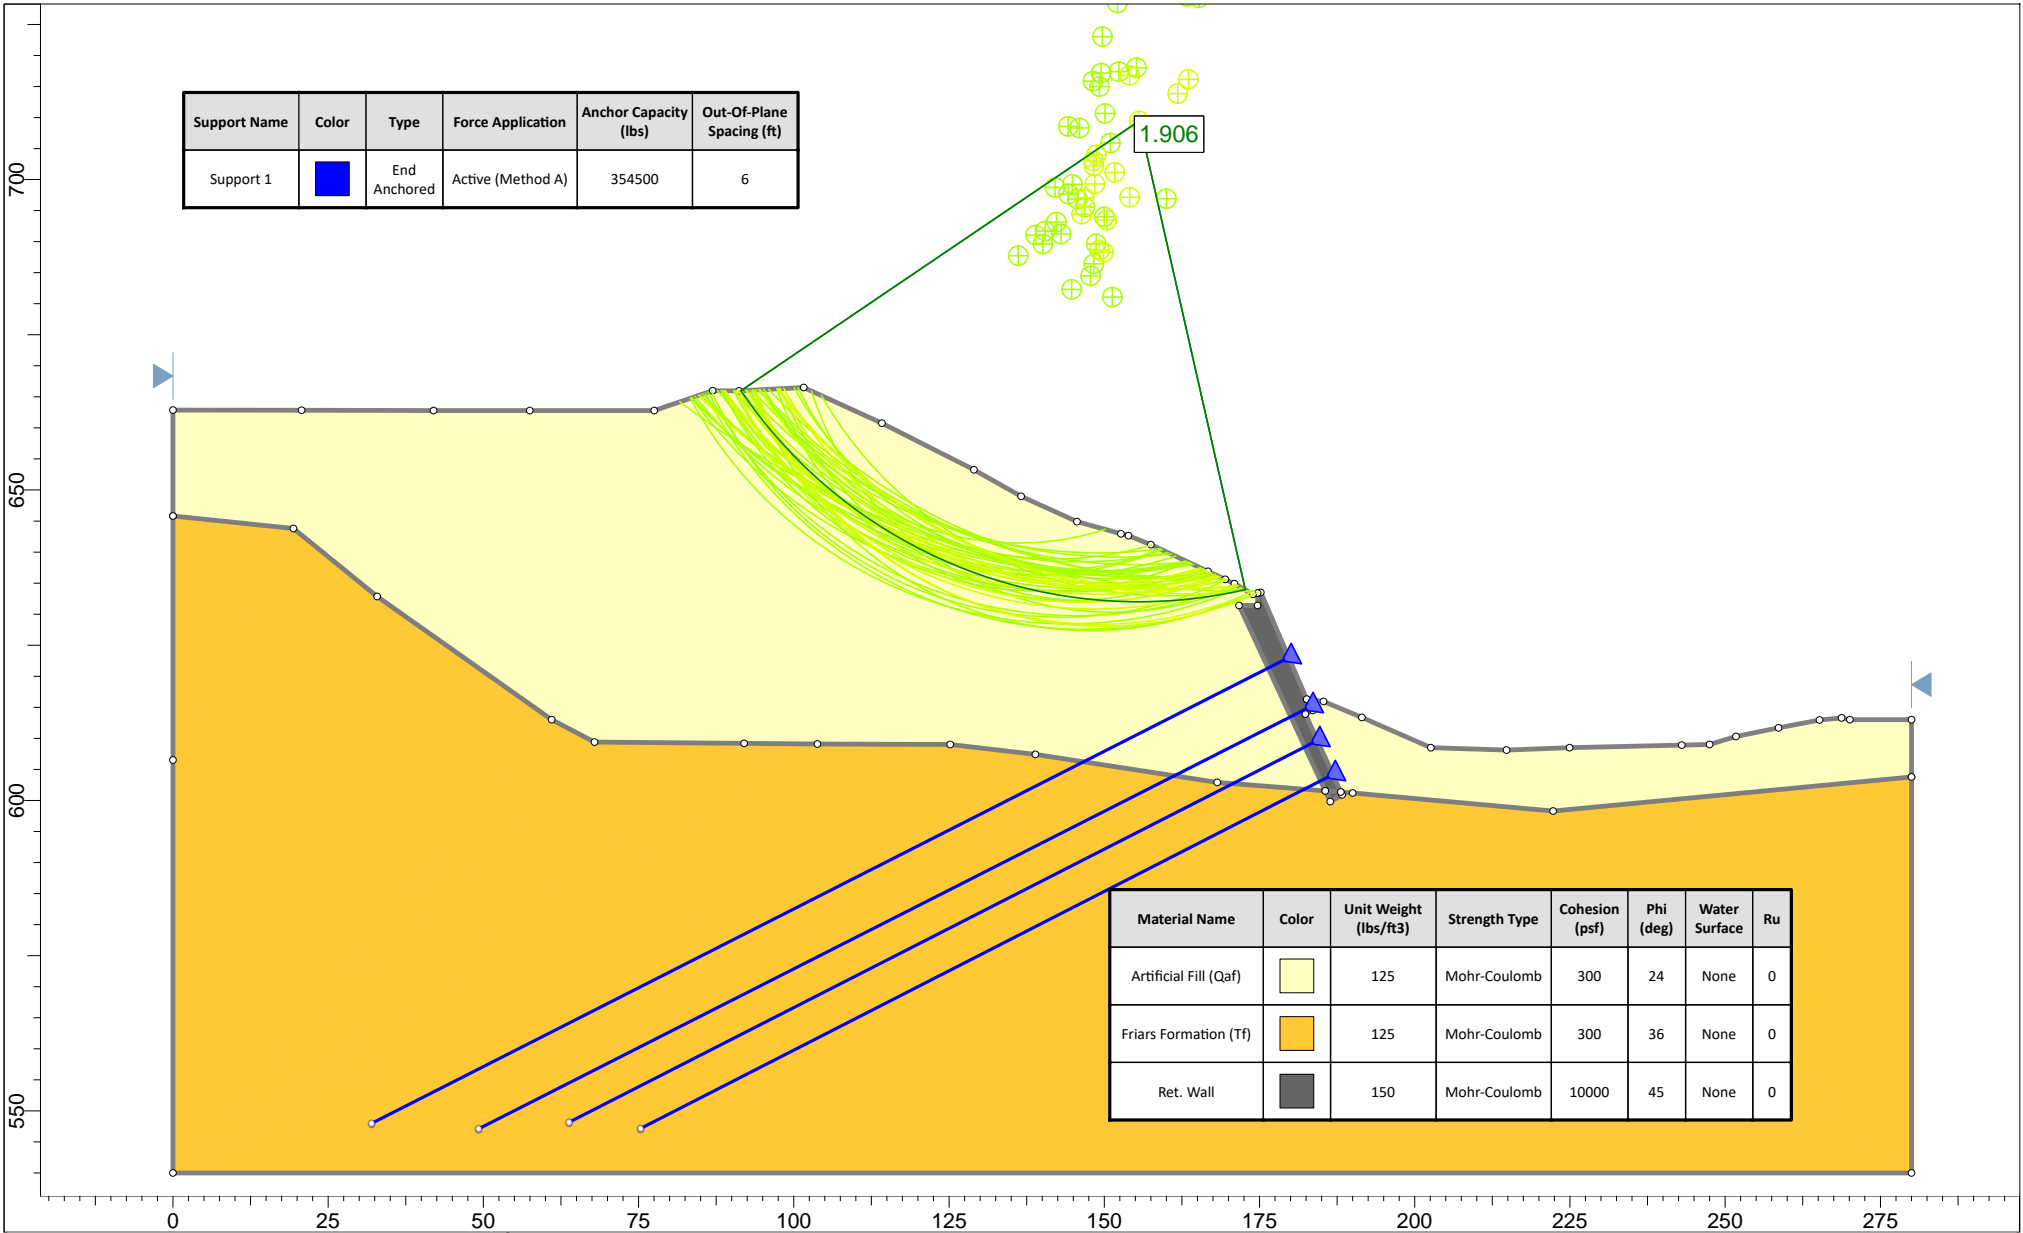 Support Name Color Type Force Application Anchor Capacity (lbs) Out-Of-Plane Spacing (ft)
Support 1 End Anchored Active (Method A) 354500 6
1.906
700
650
600
550
Material Name Color Unit Weight (lbs/ft3) Strength Type Cohesion (psf) Phi (deg) Water Surface Ru
Artificial Fill (Qaf) 125 Mohr-Coulomb 300 24 None 0
Friars Formation (Tf) 125 Mohr-Coulomb 300 36 None 0
Ret. Wall 150 Mohr-Coulomb 10000 45 None 0
0 25 50 75 100 125 150 175 200 225 250 275